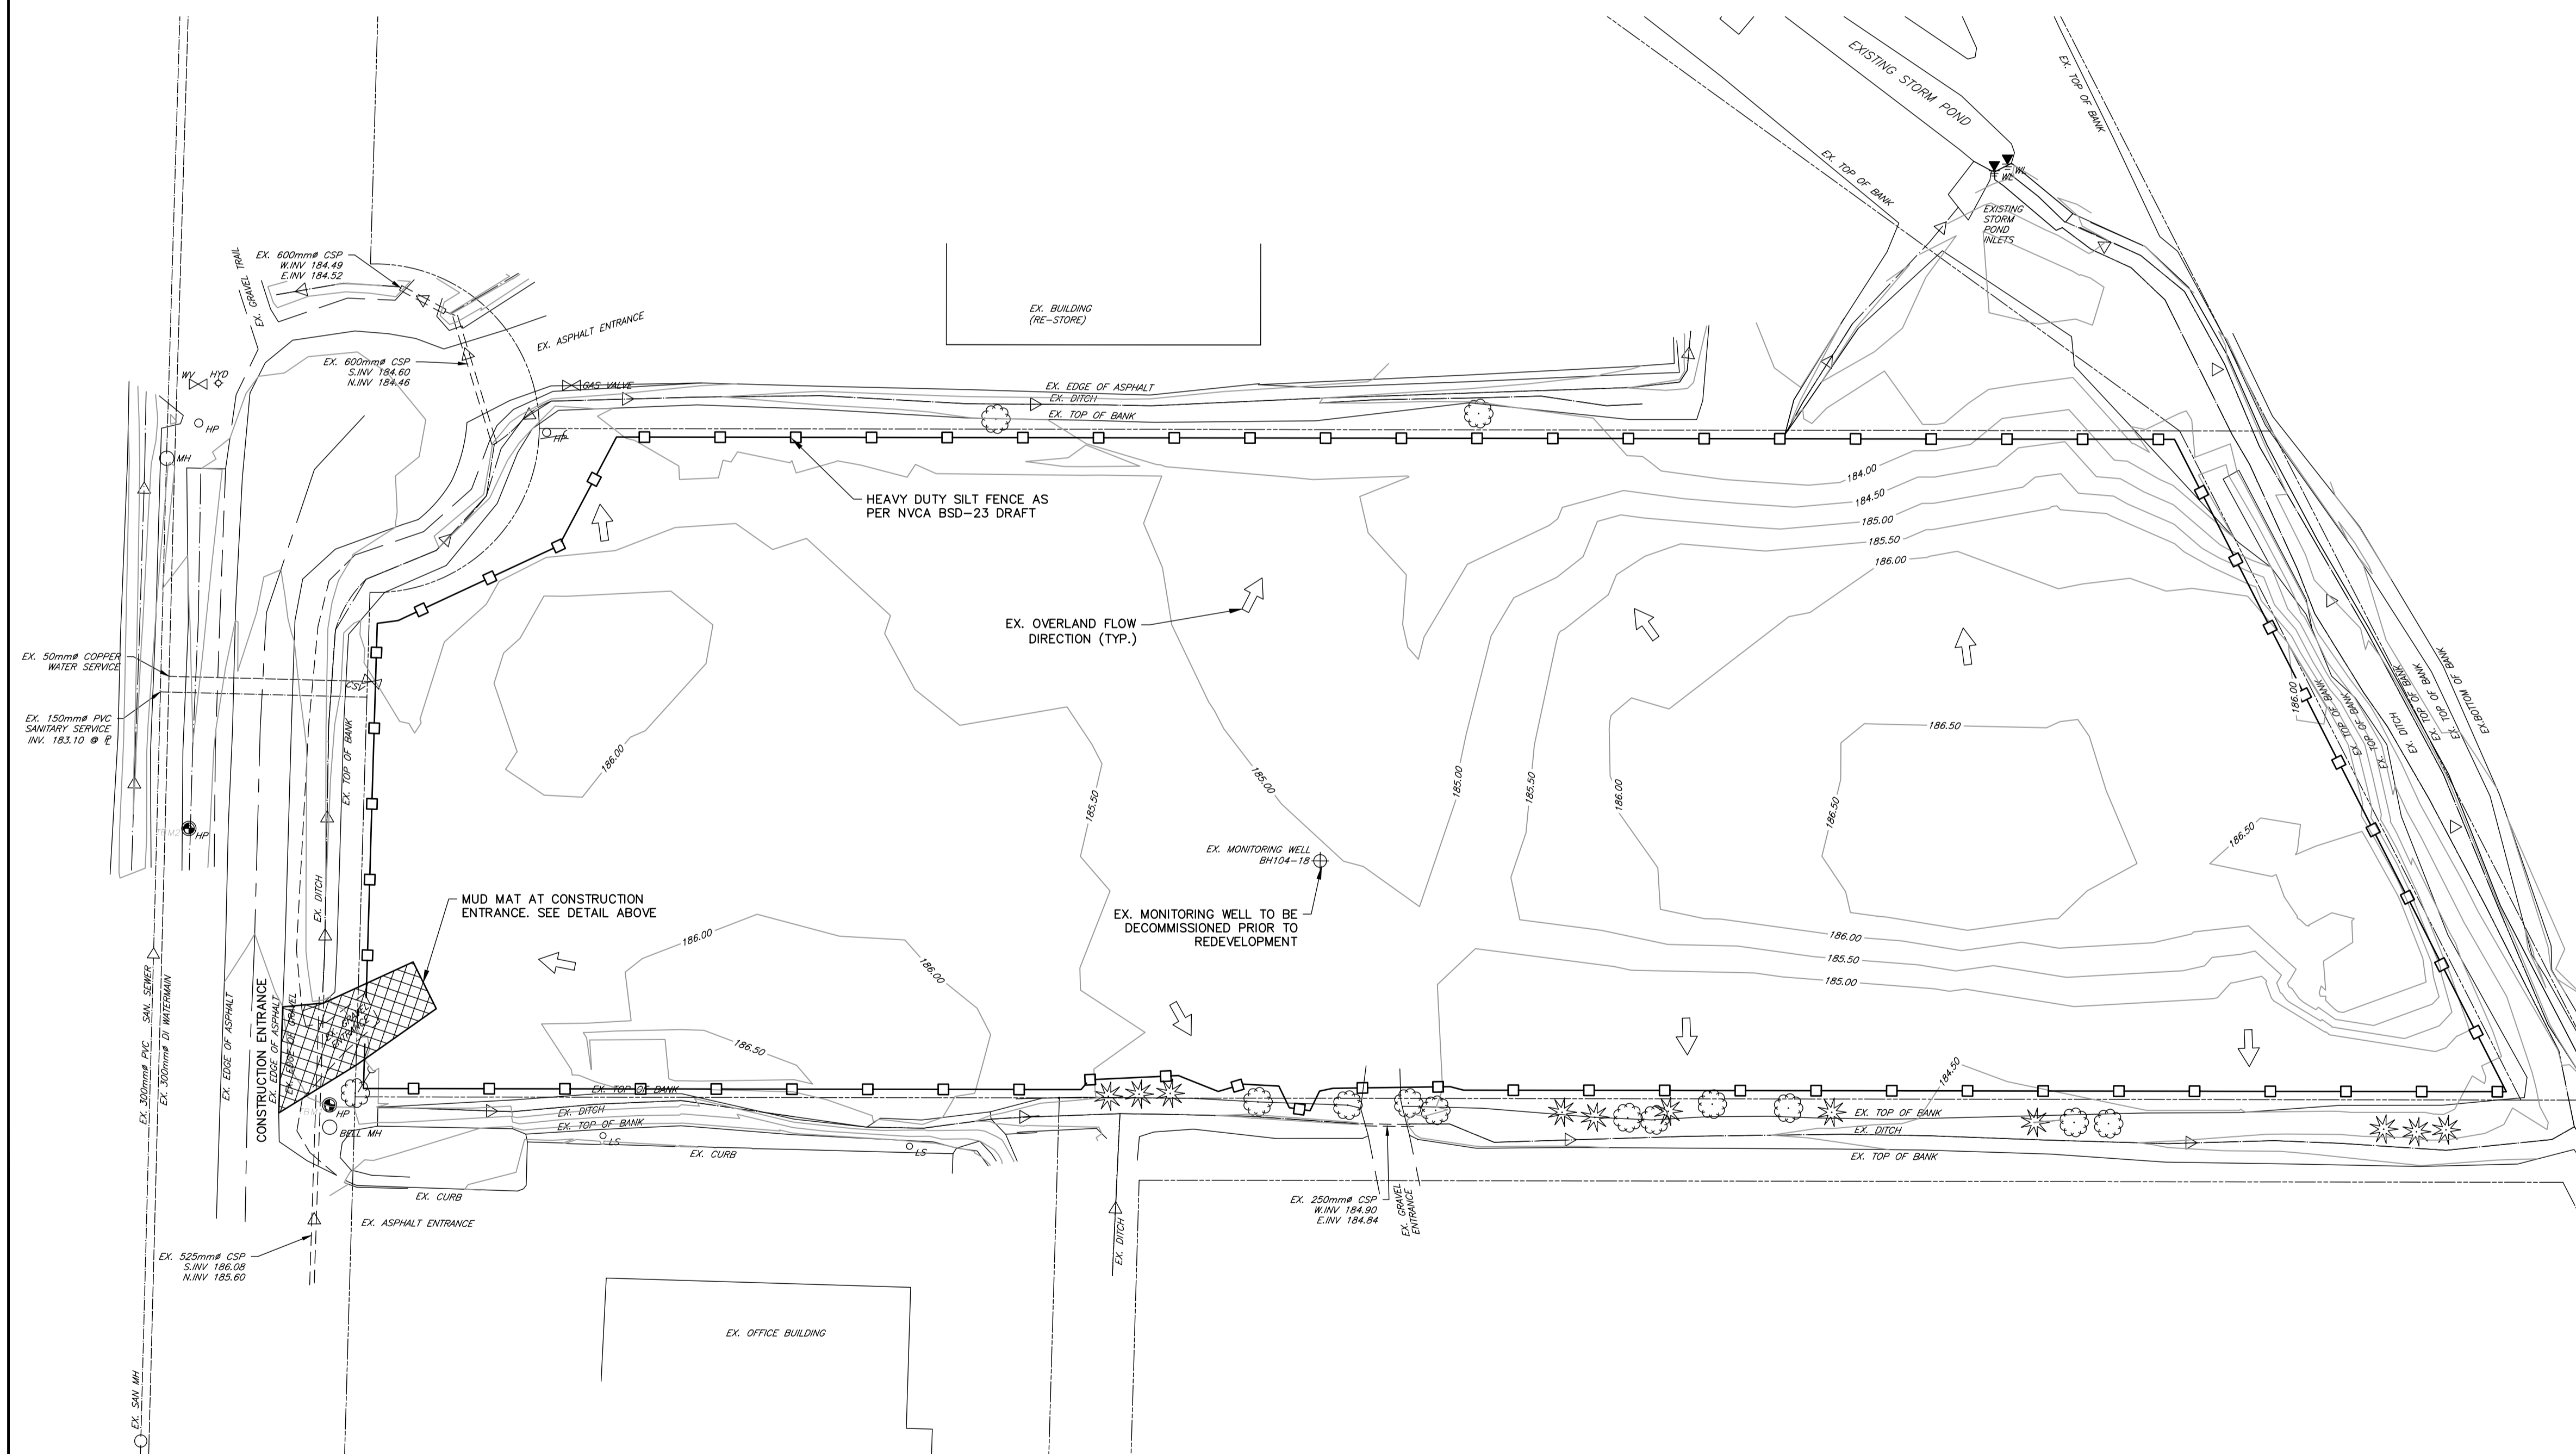 EXISTING STORM POND
EX. TOP OF BANK
EX. TOP OF BANK
WL
WL
EXISTING
STORM
POND
INLETS
EX. 600mmø CSP
W.INV 184.49
E.INV 184.52
EX. GRAVEL TRAIL
EX. BUILDING
(RE-STORE)
EX. ASPHALT ENTRANCE
EX. 600mmø CSP
S.INV 184.60
N.INV 184.46
WV
HYD
GAS VALVE
EX. EDGE OF ASPHALT
EX. DITCH
EX. TOP OF BANK
HP
HP
MH
HEAVY DUTY SILT FENCE AS
PER NVCA BSD-23 DRAFT
184.00
184.50
185.00
185.50
186.00
EX. OVERLAND FLOW
DIRECTION (TYP.)
EX. 50mmø COPPER
WATER SERVICE
CSV
EX. 150mmø PVC
SANITARY SERVICE
INV. 183.10 @ ℄
EX. TOP OF BANK
186.00
185.00
185.50
185.00
185.50
186.00
186.50
186.50
186.00
186.50
EX. TOP OF BANK
EX. TOP OF BANK
EX. DITCH
EX. TOP OF BANK
EX. TOP OF BANK
EX.BOTTOM OF BANK
HP
EX. MONITORING WELL
BH104-18
EX. MONITORING WELL TO BE
DECOMMISSIONED PRIOR TO
REDEVELOPMENT
MUD MAT AT CONSTRUCTION
ENTRANCE. SEE DETAIL ABOVE
EX. DITCH
186.00
186.00
186.50
186.00
185.50
185.00
184.50
EX. 300mmø PVC SAN. SEWER
EX. 300mmø DI WATERMAIN
EX. EDGE OF ASPHALT
CONSTRUCTION ENTRANCE
EX. EDGE OF ASPHALT
EX. EDGE OF GRAVEL
EX. GRAVEL
ENTRANCE
HP
BELL MH
EX. TOP OF BANK
EX. DITCH
EX. TOP OF BANK
LS
LS
EX. CURB
EX. CURB
EX. ASPHALT ENTRANCE
EX. TOP OF BANK
EX. DITCH
EX. TOP OF BANK
EX. 250mmø CSP
W.INV 184.90
E.INV 184.84
EX. GRAVEL
ENTRANCE
EX. DITCH
EX. 525mmø CSP
S.INV 186.08
N.INV 185.60
EX. OFFICE BUILDING
EX. SAN MH